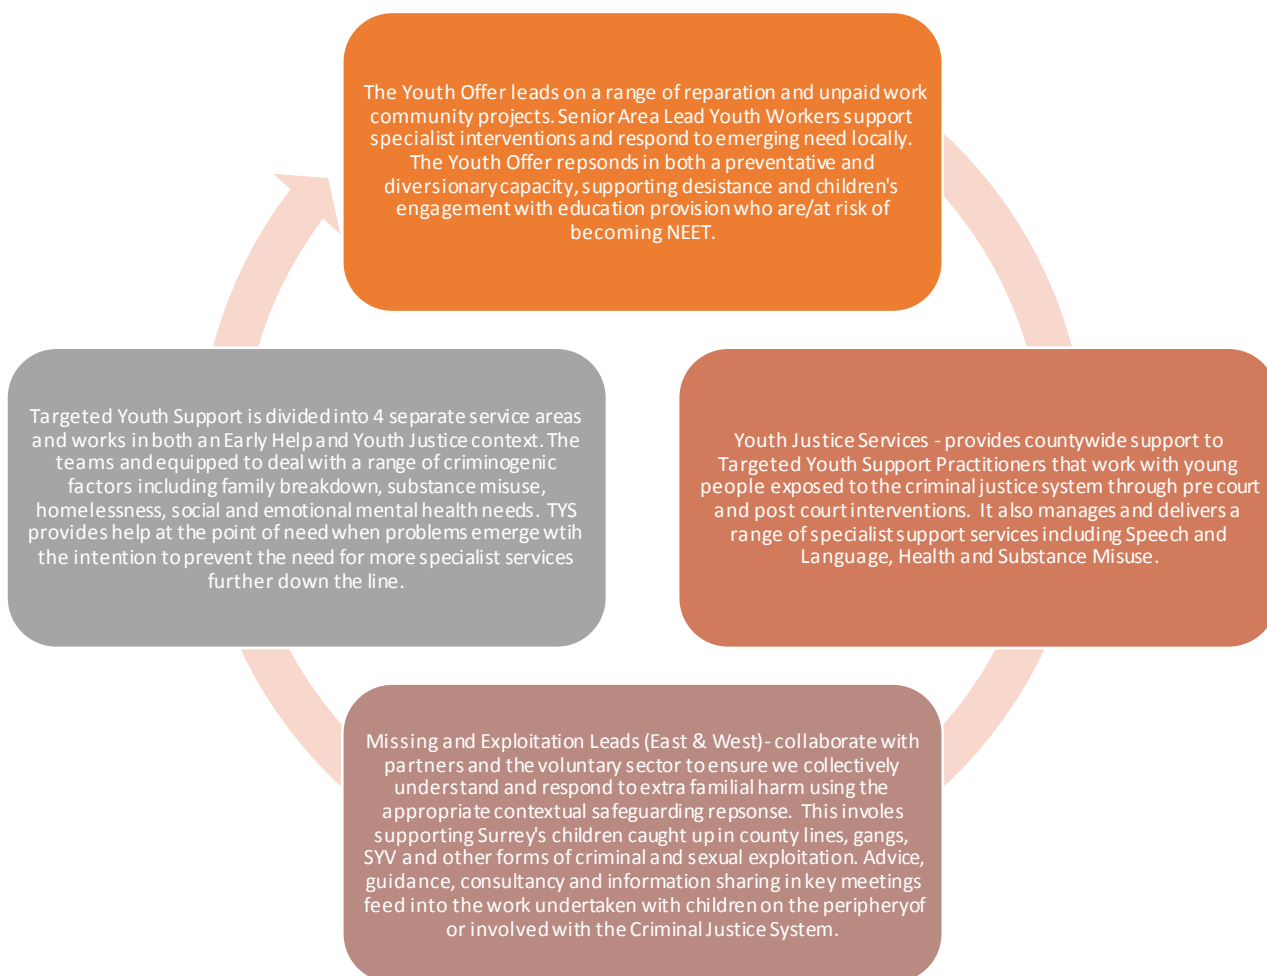 The Youth Offer leads on a range of reparation and unpaid work
community projects. Senior Area Lead Youth Workers support
specialist interventions and respond to emerging need locally.
The Youth Offer repsonds in both a preventative and
diversionary capacity, supporting desistance and children's
engagement with education provision who are/at risk of
becoming NEET.
Youth Justice Services - provides countywide support to
Targeted Youth Support Practitioners that work with young
people exposed to the criminal justice system through pre court
and post court interventions.  It also manages and delivers a
range of specialist support services including Speech and
Language, Health and Substance Misuse.
Missing and Exploitation Leads (East & West)- collaborate with
partners and the voluntary sector to ensure we collectively
understand and respond to extra familial harm using the
appropriate contextual safeguarding repsonse.  This involes
supporting Surrey's children caught up in county lines, gangs,
SYV and other forms of criminal and sexual exploitation. Advice,
guidance, consultancy and information sharing in key meetings
feed into the work undertaken with children on the periphery of
or involved with the Criminal Justice System.
Targeted Youth Support is divided into 4 separate service areas
and works in both an Early Help and Youth Justice context. The
teams and equipped to deal with a range of criminogenic
factors including family breakdown, substance misuse,
homelessness, social and emotional mental health needs.  TYS
provides help at the point of need when problems emerge wtih
the intention to prevent the need for more specialist services
further down the line.